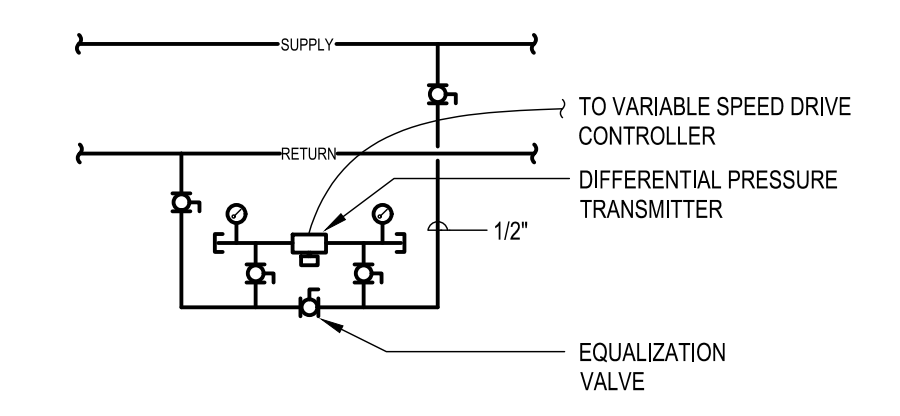 SUPPLY
TO VARIABLE SPEED DRIVE
CONTROLLER
RETURN
DIFFERENTIAL PRESSURE
TRANSMITTER
1/2"
EQUALIZATION
VALVE